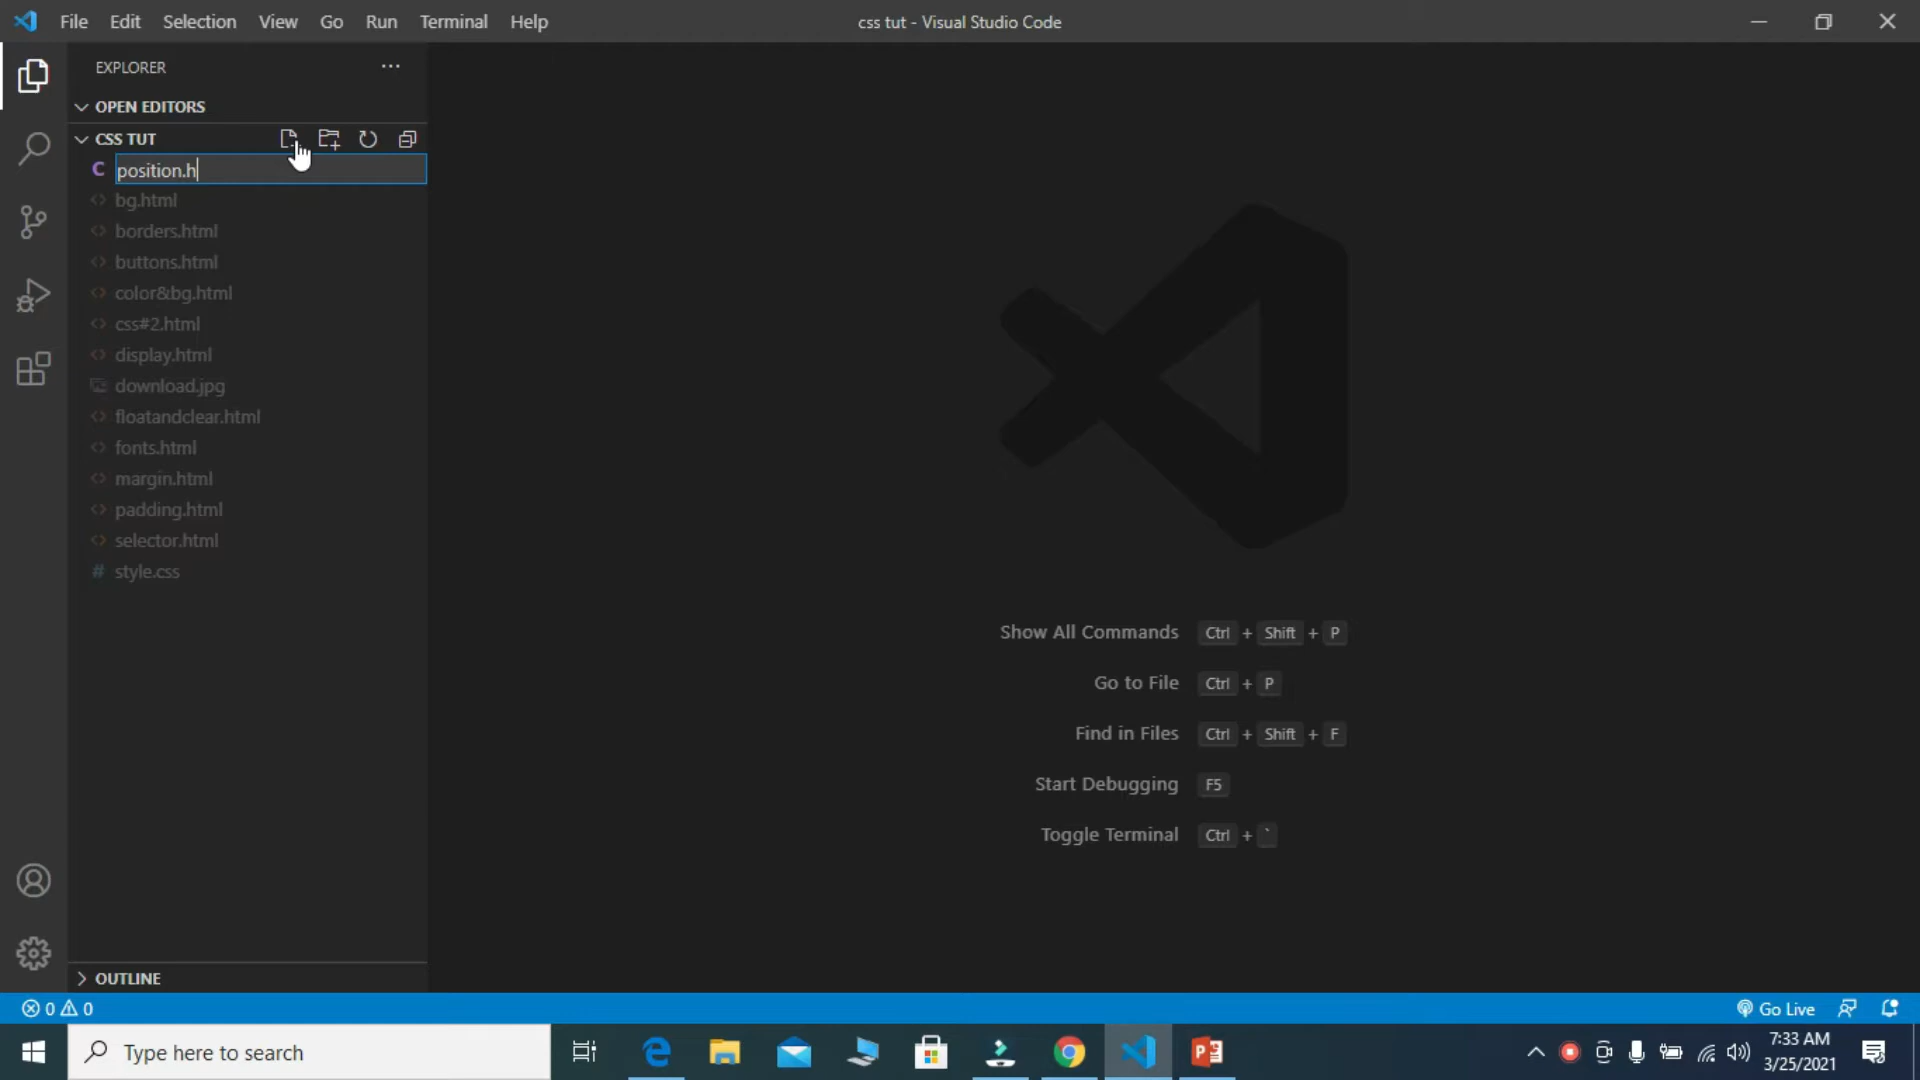 File Edit Selection View Go Run Terminal Help
css tut - Visual Studio Code
EXPLORER
OPEN EDITORS
CSS TUT
C position.h
<> bg.html
<> borders.html
<> buttons.html
<> color&bg.html
<> css#2.html
<> display.html
download.jpg
<> floatandclear.html
<> fonts.html
<> margin.html
<> padding.html
<> selector.html
# style.css
Show All Commands Ctrl + Shift + P
Go to File Ctrl + P
Find in Files Ctrl + Shift + F
Start Debugging F5
Toggle Terminal Ctrl + `
OUTLINE
0 0
Go Live
Type here to search
7:33 AM
3/25/2021